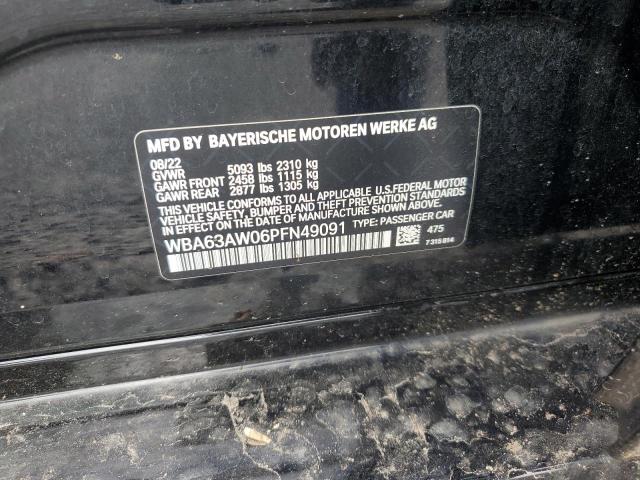 MFD BY BAYERISCHE MOTOREN WERKE AG
08/22
GVWR 5093 lbs 2310 kg
GAWR FRONT 2458 lbs 1115 kg
GAWR REAR 2877 lbs 1305 kg
THIS VEHICLE CONFORMS TO ALL APPLICABLE U.S. FEDERAL MOTOR
VEHICLE SAFETY, BUMPER AND THEFT PREVENTION STANDARDS IN
EFFECT ON THE DATE OF MANUFACTURE SHOWN ABOVE.
WBA63AW06PFN49091 TYPE: PASSENGER CAR
475
7 315 814